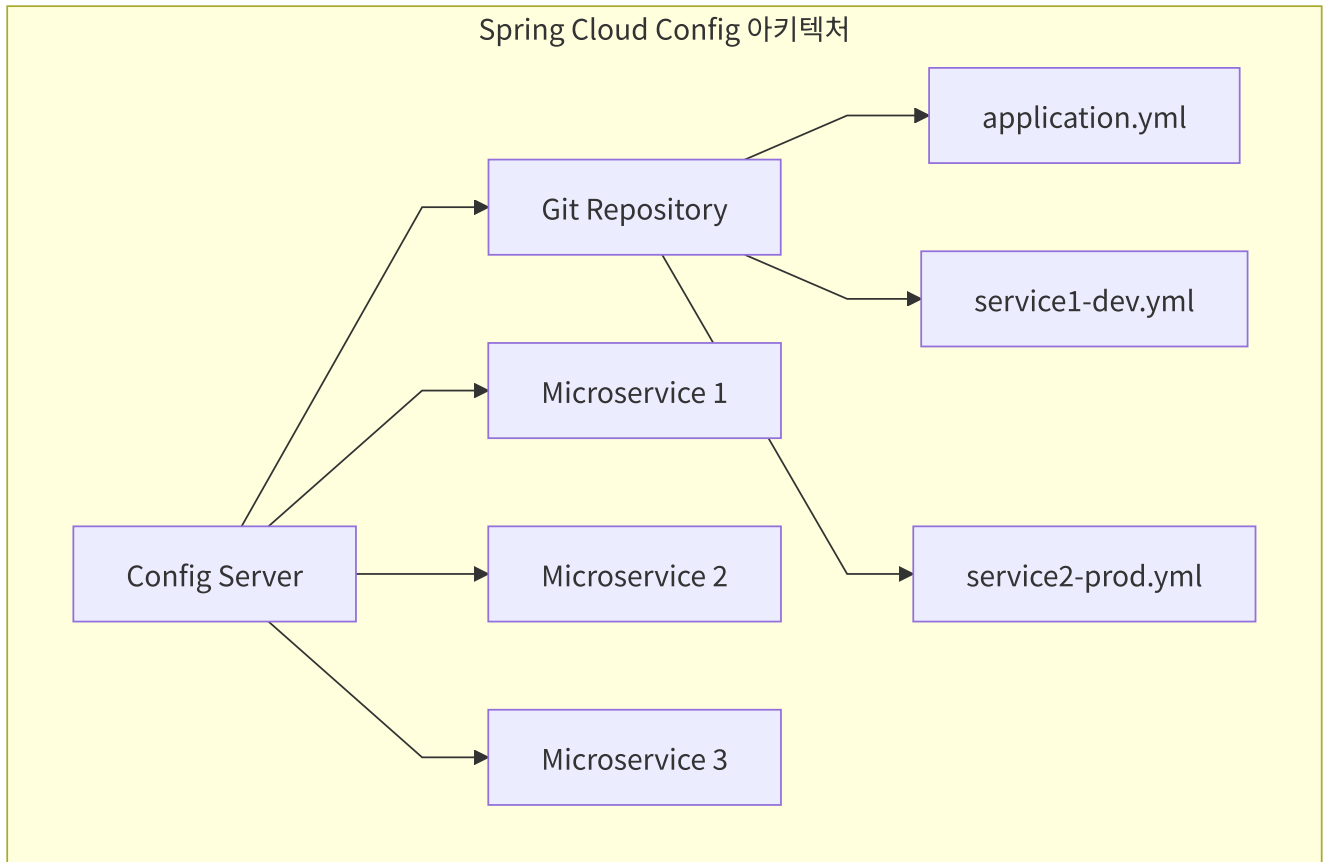 Spring Cloud Config 아키텍처
application.yml
Git Repository
service1-dev.yml
Microservice 1
Config Server
Microservice 2
service2-prod.yml
Microservice 3